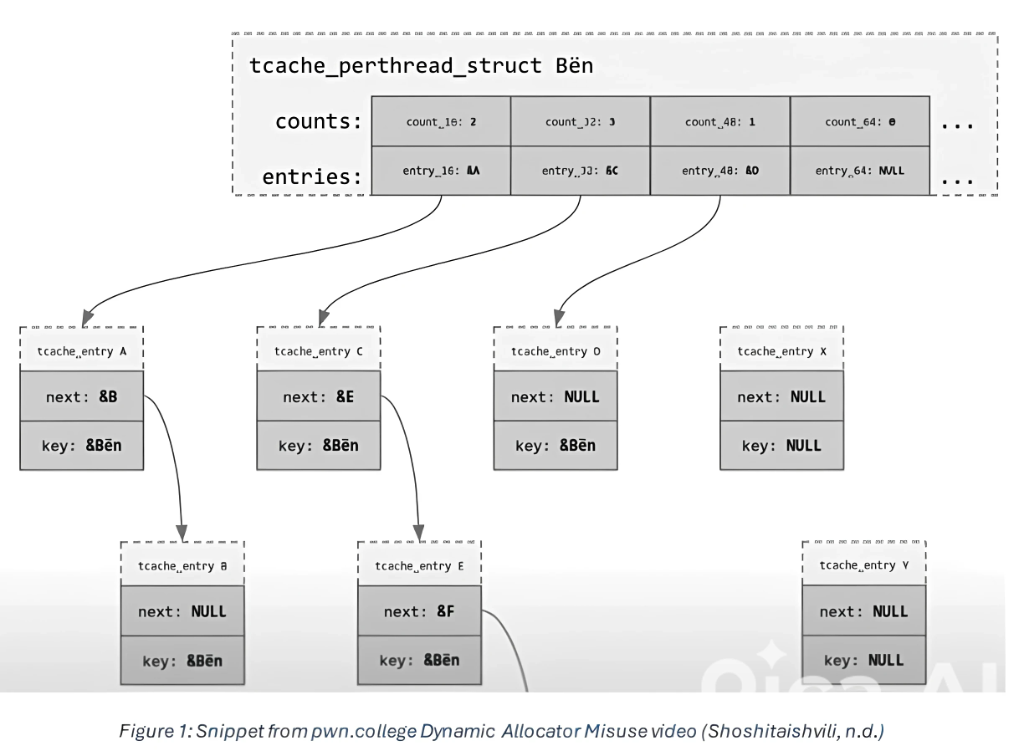 tcache_perthread_struct Bën
counts: count_16: 2 count_32: 3 count_48: 1 count_64: 0 ...
entries: entry_16: &A entry_33: &C entry_48: &D entry_64: NULL ...
tcache_entry A tcache_entry C tcache_entry D tcache_entry X
next: &B next: &E next: NULL next: NULL
key: &Bēn key: &Bēn key: &Bēn key: NULL
tcache_entry B tcache_entry E tcache_entry Y
next: NULL next: &F next: NULL
key: &Bēn key: &Bēn key: NULL
Figure 1: Snippet from pwn.college Dynamic Allocator Misuse video (Shoshitaishvili, n.d.)